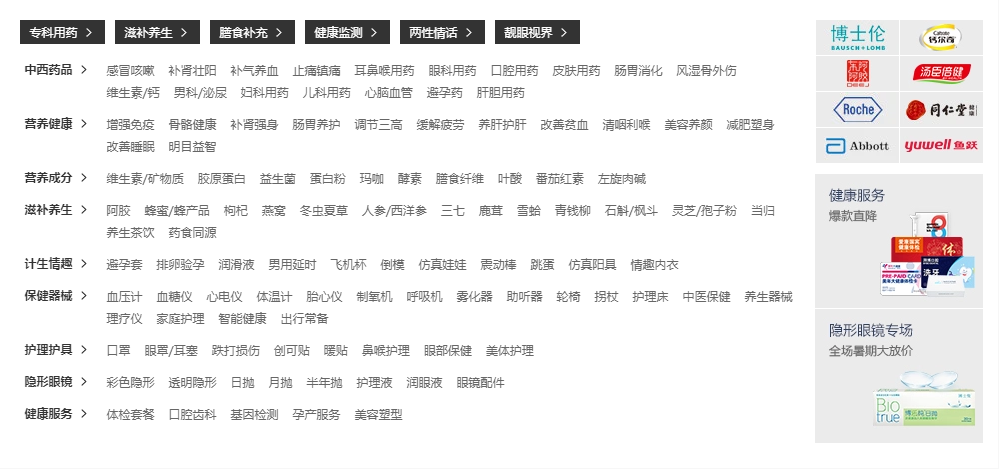 专科用药 滋补养生 膳食补充 健康监测 两性情话 靓眼视界
中西药品 感冒咳嗽 补肾壮阳 补气养血 止痛镇痛 耳鼻喉用药 眼科用药 口腔用药 皮肤用药 肠胃消化 风湿骨外伤
维生素/钙 男科/泌尿 妇科用药 儿科用药 心脑血管 避孕药 肝胆用药
营养健康 增强免疫 骨骼健康 补肾强身 肠胃养护 调节三高 缓解疲劳 养肝护肝 改善贫血 清咽利喉 美容养颜 减肥塑身
改善睡眠 明目益智
营养成分 维生素/矿物质 胶原蛋白 益生菌 蛋白粉 玛咖 酵素 膳食纤维 叶酸 番茄红素 左旋肉碱
滋补养生 阿胶 蜂蜜/蜂产品 枸杞 燕窝 冬虫夏草 人参/西洋参 三七 鹿茸 雪蛤 青钱柳 石斛/枫斗 灵芝/孢子粉 当归
养生茶饮 药食同源
计生情趣 避孕套 排卵验孕 润滑液 男用延时 飞机杯 倒模 仿真娃娃 震动棒 跳蛋 仿真阳具 情趣内衣
保健器械 血压计 血糖仪 心电仪 体温计 胎心仪 制氧机 呼吸机 雾化器 助听器 轮椅 拐杖 护理床 中医保健 养生器械
理疗仪 家庭护理 智能健康 出行常备
护理护具 口罩 眼罩/耳塞 跌打损伤 创可贴 暖贴 鼻喉护理 眼部保健 美体护理
隐形眼镜 彩色隐形 透明隐形 日抛 月抛 半年抛 护理液 润眼液 眼镜配件
健康服务 体检套餐 口腔齿科 基因检测 孕产服务 美容塑型
博士伦
BAUSCH + LOMB
Caltrate
钙尔奇
东阿阿胶
DEEJ
汤臣倍健
Roche
同仁堂
健康
Abbott
yuwell 鱼跃
健康服务
爆款直降
体
PRE-PAID CARD
洗牙
隐形眼镜专场
全场暑期大放价
Bio
true